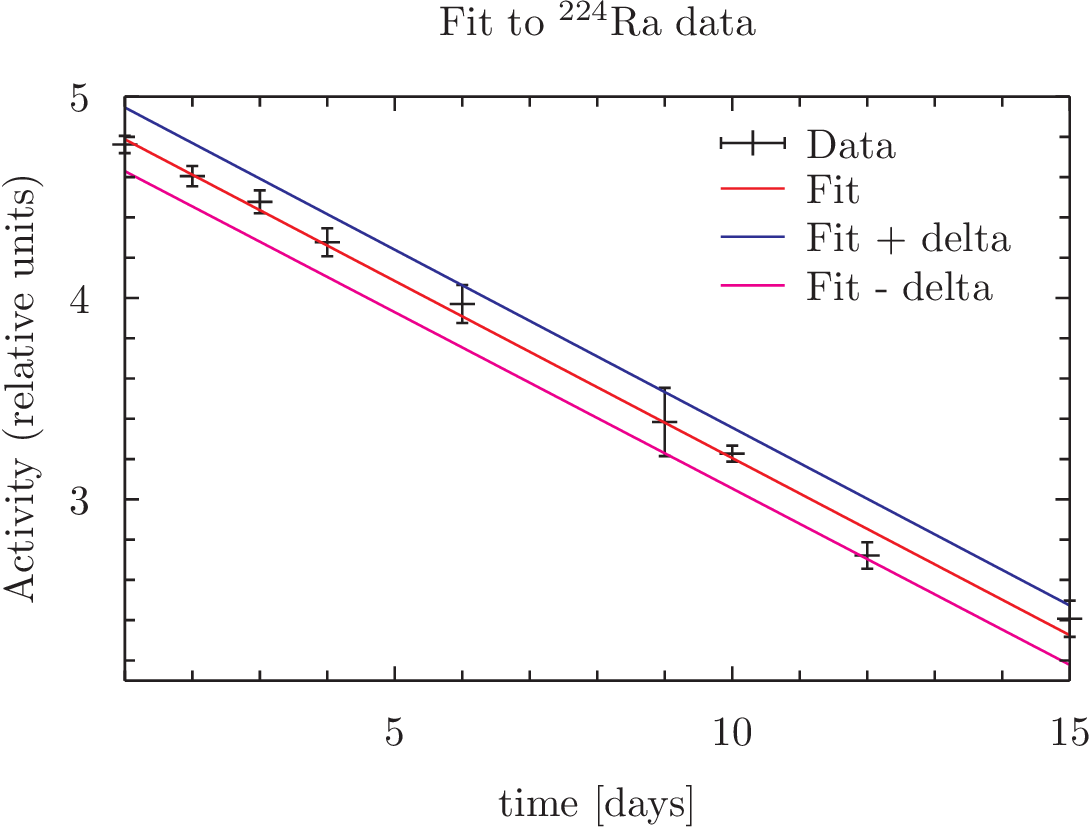 Fit to ²²⁴Ra data
Activity (relative units)
5
4
3
Data
Fit
Fit + delta
Fit - delta
5 10 15
time [days]